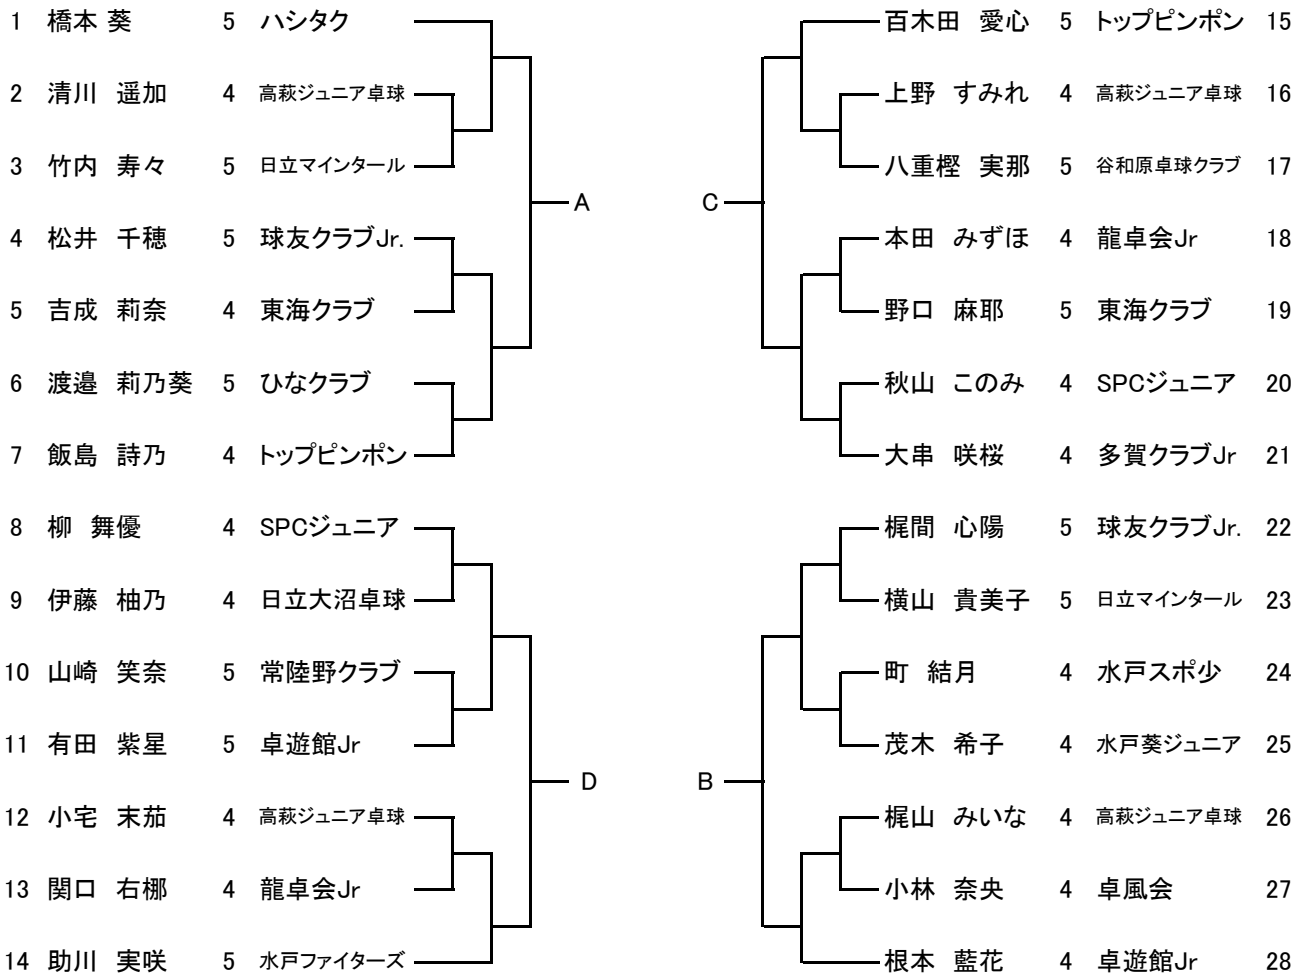 1 橋本 葵 5 ハシタク
2 清川 遥加 4 高萩ジュニア卓球
3 竹内 寿々 5 日立マインタール
A
4 松井 千穂 5 球友クラブJr.
5 吉成 莉奈 4 東海クラブ
6 渡邉 莉乃葵 5 ひなクラブ
7 飯島 詩乃 4 トップピンポン
8 柳 舞優 4 SPCジュニア
9 伊藤 柚乃 4 日立大沼卓球
10 山崎 笑奈 5 常陸野クラブ
11 有田 紫星 5 卓遊館Jr
D
12 小宅 末茄 4 高萩ジュニア卓球
13 関口 右梛 4 龍卓会Jr
14 助川 実咲 5 水戸ファイターズ
百木田 愛心 5 トップピンポン 15
上野 すみれ 4 高萩ジュニア卓球 16
八重樫 実那 5 谷和原卓球クラブ 17
C
本田 みずほ 4 龍卓会Jr 18
野口 麻耶 5 東海クラブ 19
秋山 このみ 4 SPCジュニア 20
大串 咲桜 4 多賀クラブJr 21
梶間 心陽 5 球友クラブJr. 22
横山 貴美子 5 日立マインタール 23
町 結月 4 水戸スポ少 24
茂木 希子 4 水戸葵ジュニア 25
B
梶山 みいな 4 高萩ジュニア卓球 26
小林 奈央 4 卓風会 27
根本 藍花 4 卓遊館Jr 28